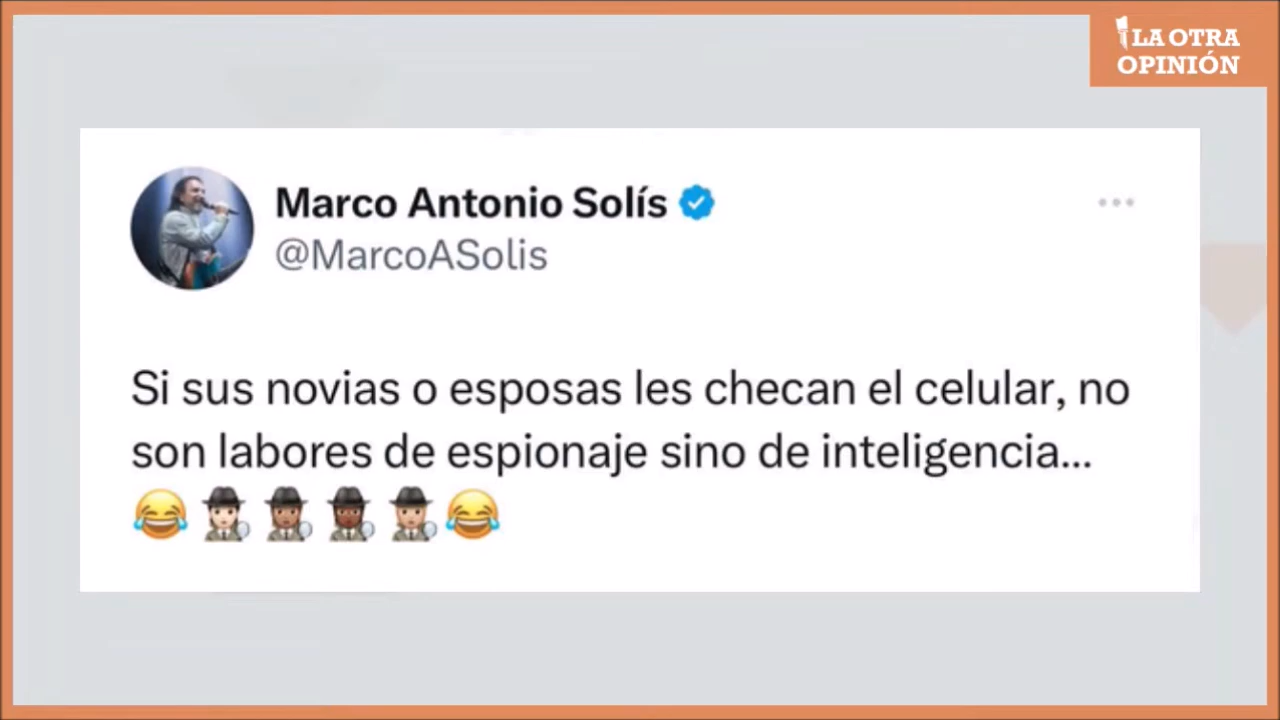 LA OTRA
OPINIÓN
Marco Antonio Solís
@MarcoASolis
Si sus novias o esposas les checan el celular, no
son labores de espionaje sino de inteligencia...
😂🕵🏻‍♀️🕵🏽‍♀️🕵🏾‍♀️🕵🏼‍♀️😂